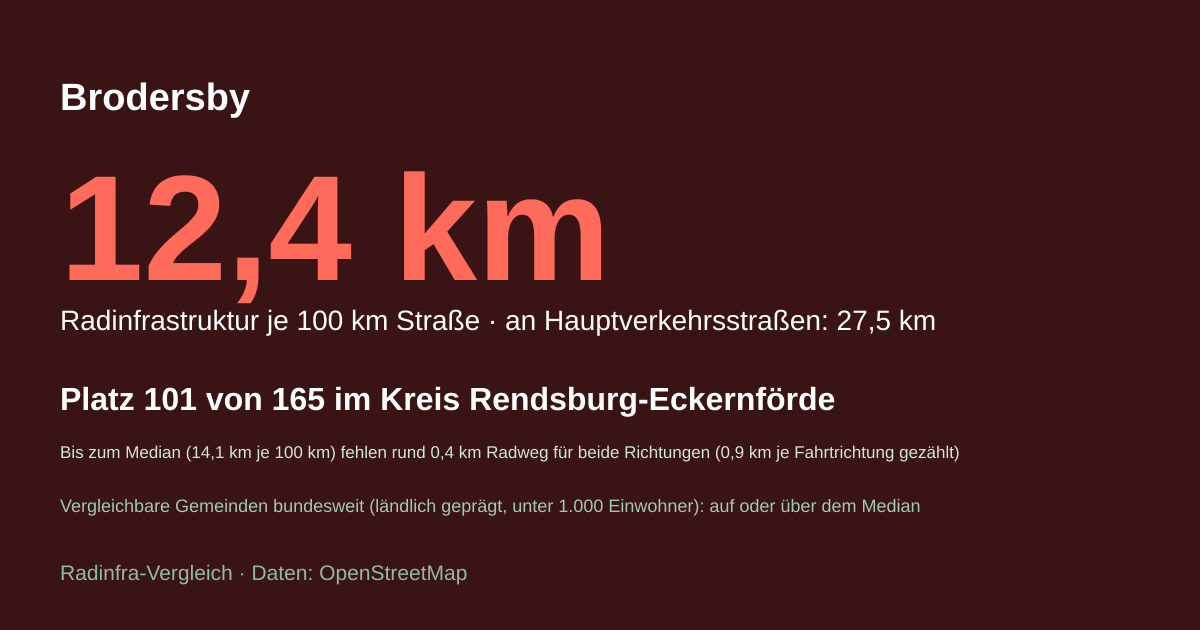 Brodersby
12,4 km
Radinfrastruktur je 100 km Straße · an Hauptverkehrsstraßen: 27,5 km
Platz 101 von 165 im Kreis Rendsburg-Eckernförde
Bis zum Median (14,1 km je 100 km) fehlen rund 0,4 km Radweg für beide Richtungen (0,9 km je Fahrtrichtung gezählt)
Vergleichbare Gemeinden bundesweit (ländlich geprägt, unter 1.000 Einwohner): auf oder über dem Median
Radinfra-Vergleich · Daten: OpenStreetMap